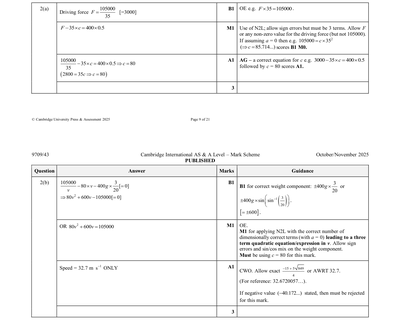 2(a)
Driving force F = 105000/35 [=3000]
B1
OE e.g. F×35=105000.
F−35×c=400×0.5
M1
Use of N2L; allow sign errors but must be 3 terms. Allow F
or any non-zero value for the driving force (but not 105000).
If assuming a = 0 then e.g. 105000=c×35²
(⇒ c=85.714...) scores B1 M0.
105000/35 −35×c=400×0.5⇒c=80
(2800=35c⇒c=80)
A1
AG – a correct equation for c e.g. 3000−35×c=400×0.5
followed by c = 80 scores A1.
3
© Cambridge University Press & Assessment 2025
Page 9 of 21
9709/43
Cambridge International AS & A Level – Mark Scheme
PUBLISHED
October/November 2025
Question
Answer
Marks
Guidance
2(b)
105000/v −80×v−400g×3/20[=0]
⇒80v²+600v−105000[=0]
B1
B1 for correct weight component: ±400g×3/20 or
±400g×sin(sin⁻¹(3/20)).
[=±600].
OR 80v²+600v=105000
M1
OE.
M1 for applying N2L with correct number of
dimensionally correct terms (with a = 0) leading to a three
term quadratic equation/expression in v. Allow sign
errors and sin/cos mix on the weight component.
Must be using c = 80 for this mark.
Speed = 32.7 m s⁻¹ ONLY
A1
CWO. Allow exact or AWRT 32.7.
(For reference: 32.6720057...).
If negative value (−40.172...) stated, then must be rejected
for this mark.
3